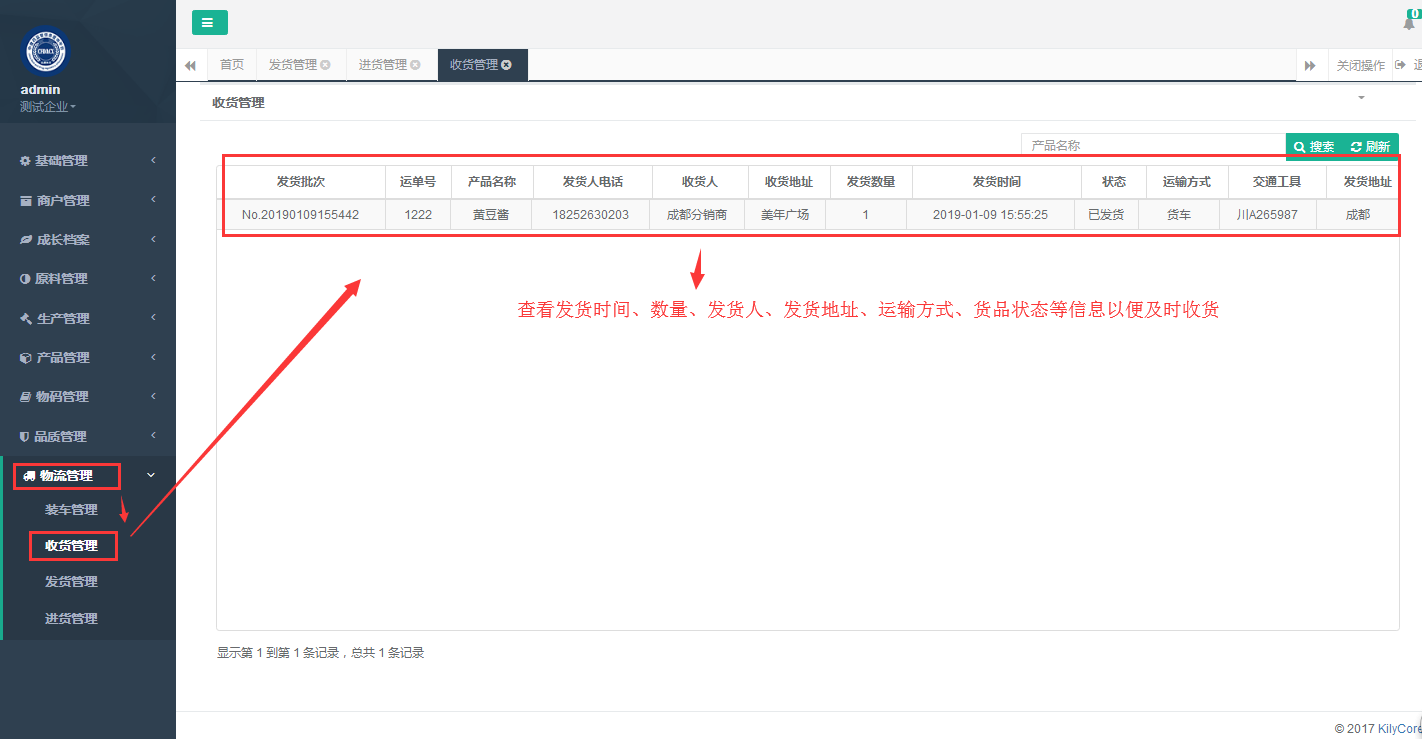 0
首页
发货管理
进货管理
收货管理
关闭操作
退
admin
测试企业
基础管理
商户管理
成长档案
原料管理
生产管理
产品管理
物码管理
品质管理
物流管理
装车管理
收货管理
发货管理
进货管理
收货管理
产品名称
搜索 刷新
发货批次 运单号 产品名称 发货人电话 收货人 收货地址 发货数量 发货时间 状态 运输方式 交通工具 发货地址
No.20190109155442 1222 黄豆酱 18252630203 成都分销商 美年广场 1 2019-01-09 15:55:25 已发货 货车 川A265987 成都
查看发货时间、数量、发货人、发货地址、运输方式、货品状态等信息以便及时收货
显示第 1 到第 1 条记录，总共 1 条记录
© 2017 KilyCore